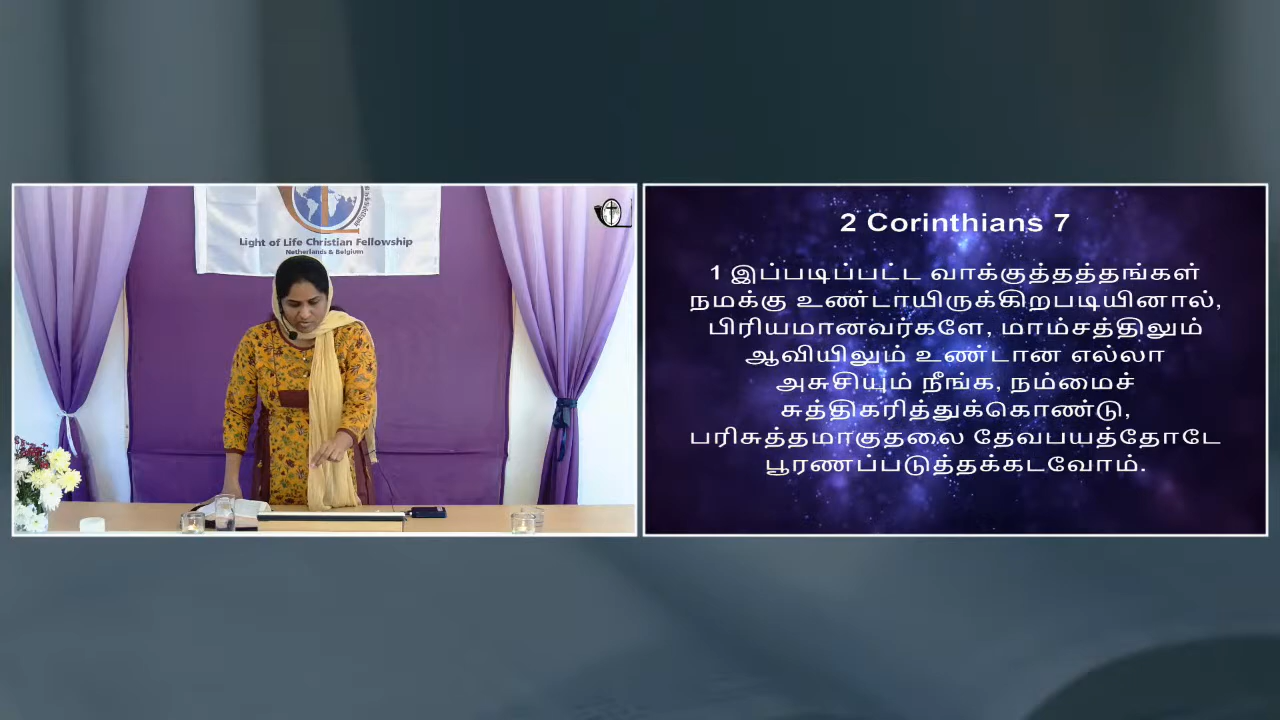 Light of Life Christian Fellowship
Netherlands & Belgium
2 Corinthians 7
1 இப்படிப்பட்ட வாக்குத்தத்தங்கள்
நமக்கு உண்டாயிருக்கிறபடியினால்,
பிரியமானவர்களே, மாம்சத்திலும்
ஆவியிலும் உண்டான எல்லா
அசுசியும் நீங்க, நம்மைச்
சுத்திகரித்துக்கொண்டு,
பரிசுத்தமாகுதலை தேவபயத்தோடே
பூரணப்படுத்தக்கடவோம்.